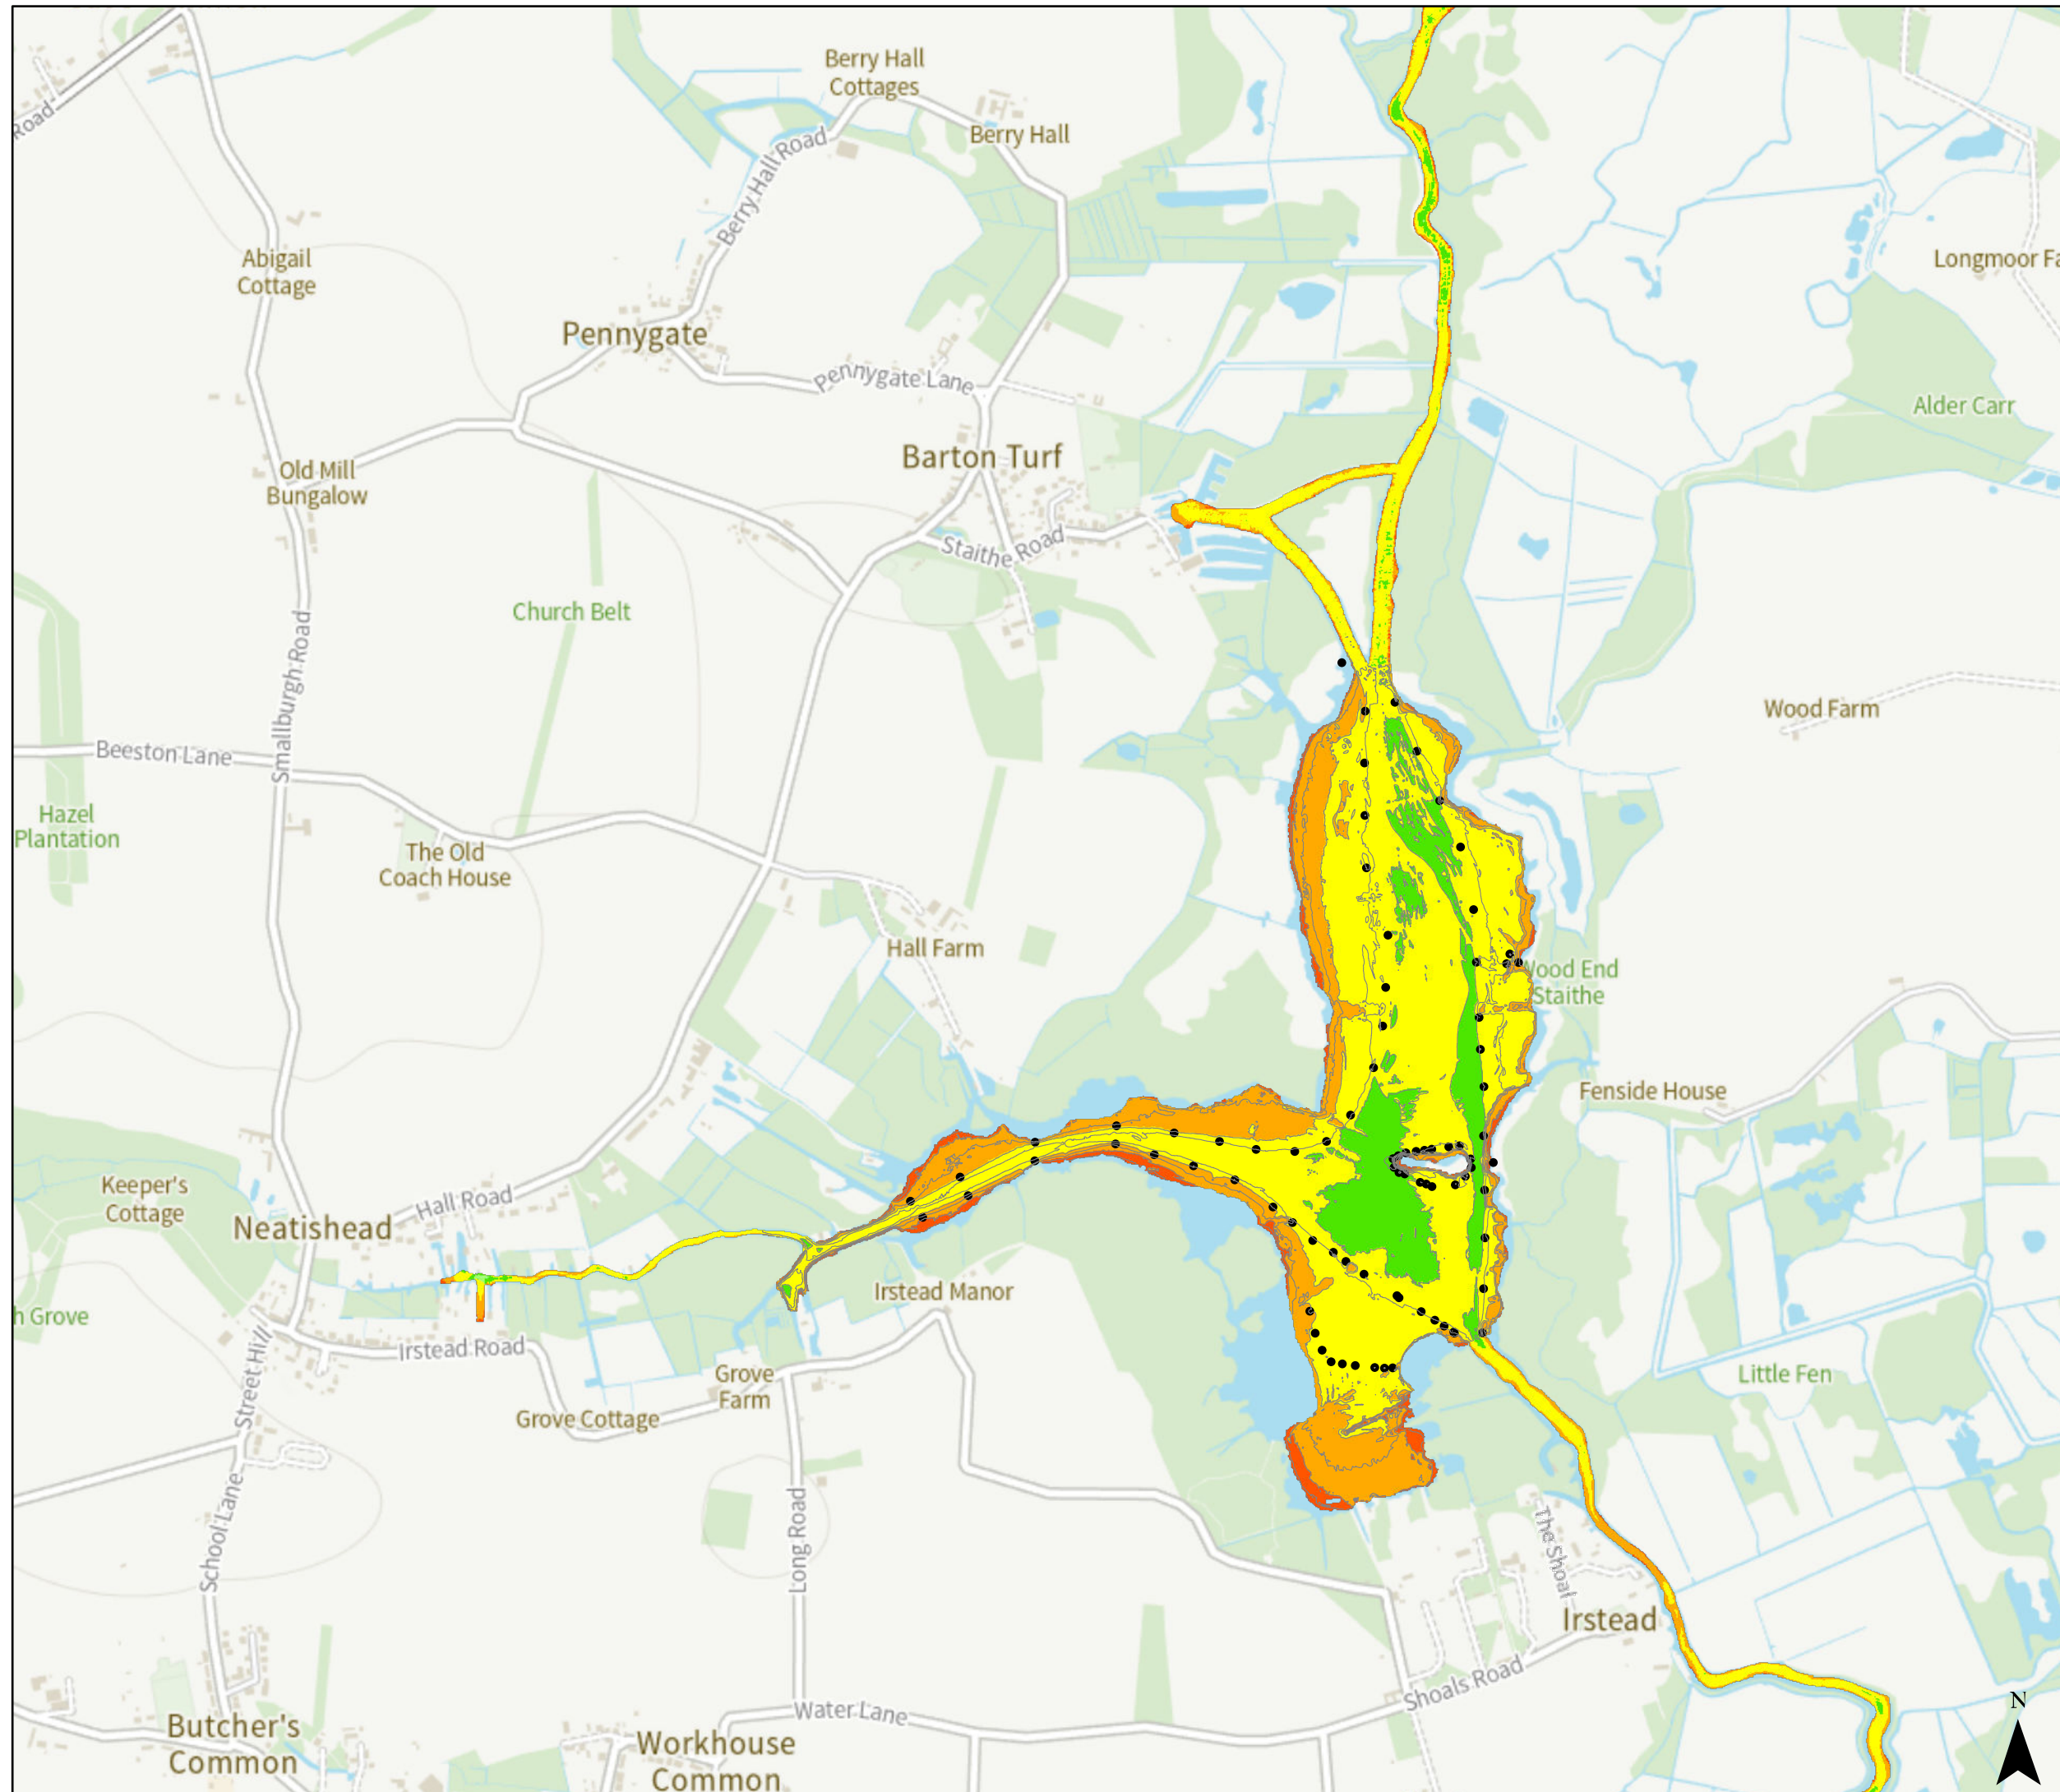 Berry Hall
Cottages
Road
Berry Hall
Berry Hall Road
Abigail
Cottage
Longmoor Fa
Pennygate
Pennygate Lane
Alder Carr
Barton Turf
Old Mill
Bungalow
Staithe Road
Church Belt
Smallburgh Road
Wood Farm
Beeston Lane
Hazel
Plantation
The Old
Coach House
Hall Farm
Wood End
Staithe
Fenside House
Keeper's
Cottage
Hall Road
Neatishead
Irstead Manor
h Grove
Irstead Road
Street Hill
Grove
Farm
Little Fen
Grove Cottage
School Lane
Long Road
The Shoal
Irstead
Shoals Road
Water Lane
N
Butcher's
Common
Workhouse
Common